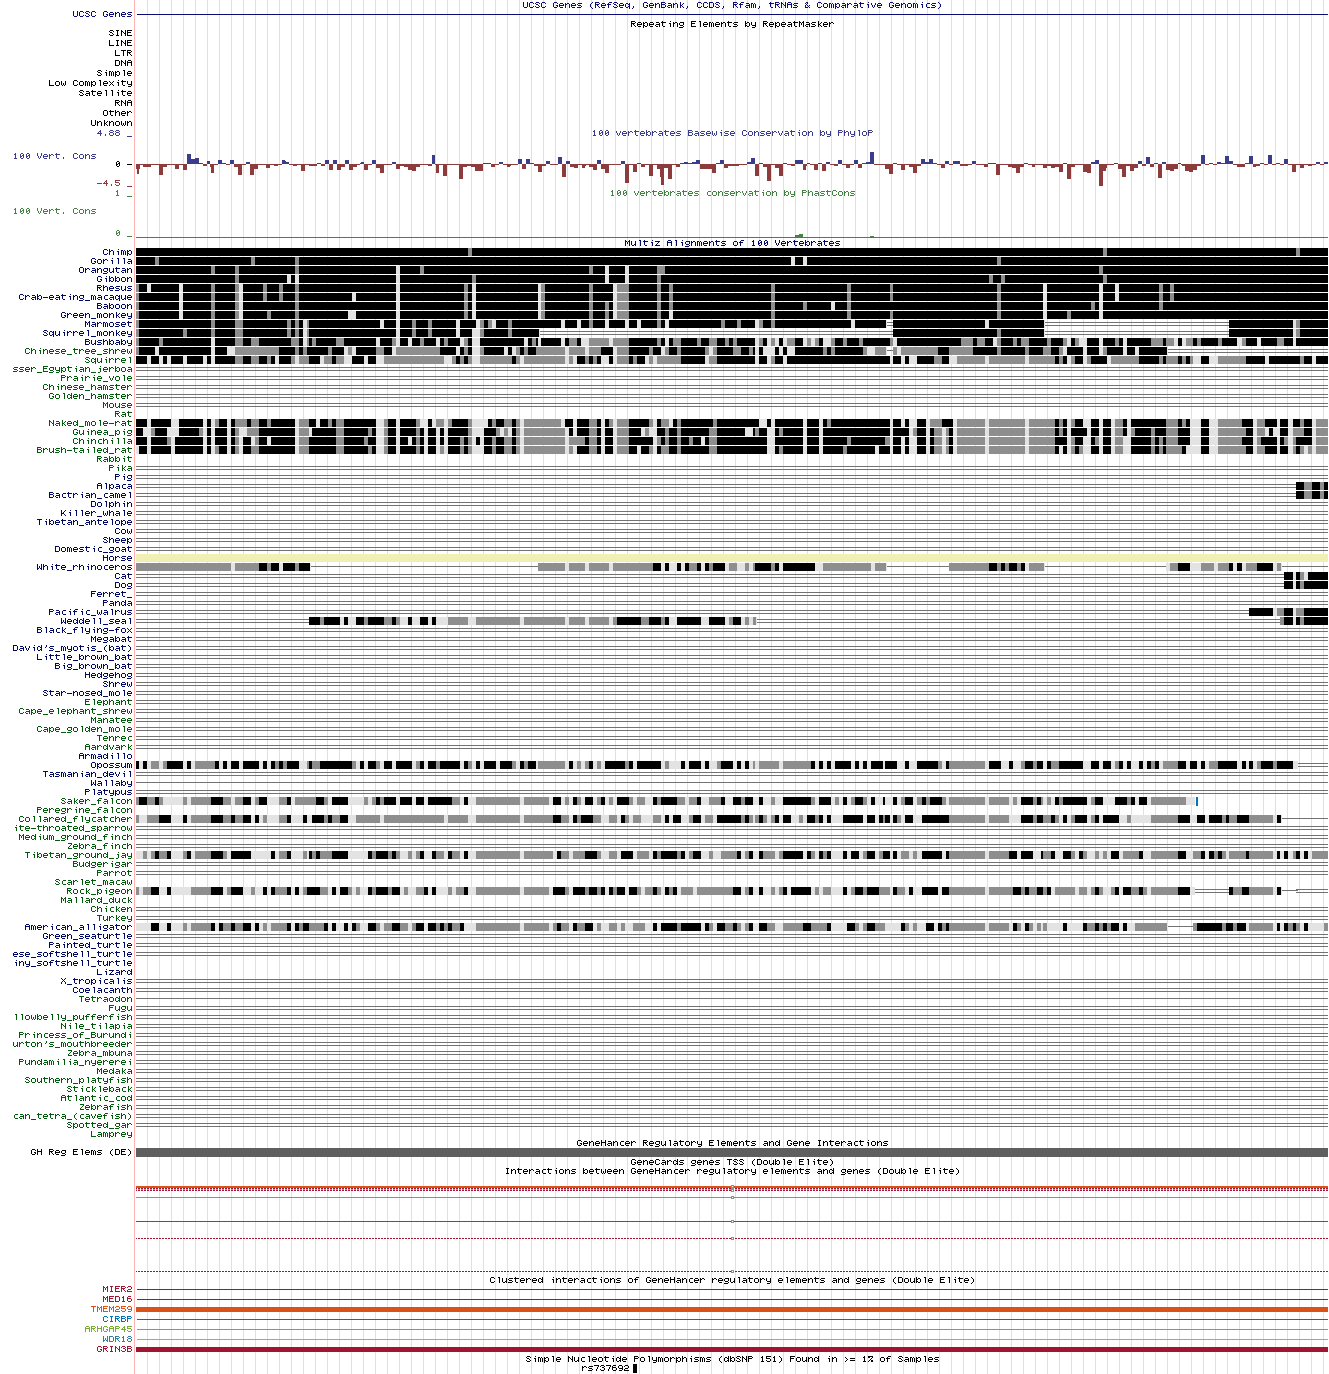 UCSC Genes (RefSeq, GenBank, CCDS, Rfam, tRNAs & Comparative Genomics)
UCSC Genes
Repeating Elements by RepeatMasker
SINE
LINE
LTR
DNA
Simple
Low Complexity
Satellite
RNA
Other
Unknown
4.88 _
100 vertebrates Basewise Conservation by PhyloP
100 Vert. Cons
0 _
-4.5 _
1 _
100 vertebrates conservation by PhastCons
100 Vert. Cons
0 _
Multiz Alignments of 100 Vertebrates
Chimp
Gorilla
Orangutan
Gibbon
Rhesus
Crab-eating_macaque
Baboon
Green_monkey
Marmoset
Squirrel_monkey
Bushbaby
Chinese_tree_shrew
Squirrel
sser_Egyptian_jerboa
Prairie_vole
Chinese_hamster
Golden_hamster
Mouse
Rat
Naked_mole-rat
Guinea_pig
Chinchilla
Brush-tailed_rat
Rabbit
Pika
Pig
Alpaca
Bactrian_camel
Dolphin
Killer_whale
Tibetan_antelope
Cow
Sheep
Domestic_goat
Horse
White_rhinoceros
Cat
Dog
Ferret_
Panda
Pacific_walrus
Weddell_seal
Black_flying-fox
Megabat
David's_myotis_(bat)
Little_brown_bat
Big_brown_bat
Hedgehog
Shrew
Star-nosed_mole
Elephant
Cape_elephant_shrew
Manatee
Cape_golden_mole
Tenrec
Aardvark
Armadillo
Opossum
Tasmanian_devil
Wallaby
Platypus
Saker_falcon
Peregrine_falcon
Collared_flycatcher
ite-throated_sparrow
Medium_ground_finch
Zebra_finch
Tibetan_ground_jay
Budgerigar
Parrot
Scarlet_macaw
Rock_pigeon
Mallard_duck
Chicken
Turkey
American_alligator
Green_seaturtle
Painted_turtle
ese_softshell_turtle
iny_softshell_turtle
Lizard
X_tropicalis
Coelacanth
Tetraodon
Fugu
llowbelly_pufferfish
Nile_tilapia
Princess_of_Burundi
urton's_mouthbreeder
Zebra_mbuna
Pundamilia_nyererei
Medaka
Southern_platyfish
Stickleback
Atlantic_cod
Zebrafish
can_tetra_(cavefish)
Spotted_gar
Lamprey
GeneHancer Regulatory Elements and Gene Interactions
GH Reg Elems (DE)
GeneCards genes TSS (Double Elite)
Interactions between GeneHancer regulatory elements and genes (Double Elite)
Clustered interactions of GeneHancer regulatory elements and genes (Double Elite)
MIER2
MED16
TMEM259
CIRBP
ARHGAP45
WDR18
GRIN3B
Simple Nucleotide Polymorphisms (dbSNP 151) Found in >= 1% of Samples
rs737692